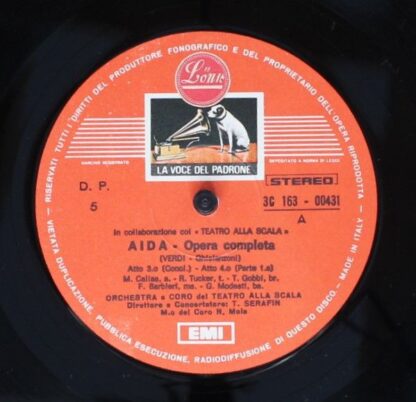 RISERVATI TUTTI I DIRITTI DEL PRODUTTORE FONOGRAFICO E DEL PROPRIETARIO DELL'OPERA RIPRODOTTA
LA VOCE DEL PADRONE
MARCHIO REGISTRATO
DEPOSITATO A NORMA DI LEGGE
D. P.
5
STEREO
3C 163 - 00431
A
In collaborazione col « TEATRO ALLA SCALA »
AIDA - Opera completa
(VERDI - Ghislanzoni)
Atto 3.o (Concl.) - Atto 4.o (Parte 1.a)
M. Callas, s. - R. Tucker, t. - T. Gobbi, br.
F. Barbieri, ms. - G. Modesti, bs.
ORCHESTRA e CORO del TEATRO ALLA SCALA
Direttore e Concertatore: T. SERAFIN
M.o del Coro N. Mola
EMI
VIETATA DUPLICAZIONE, PUBBLICA ESECUZIONE, RADIODIFFUSIONE DI QUESTO DISCO. - MADE IN ITALY -